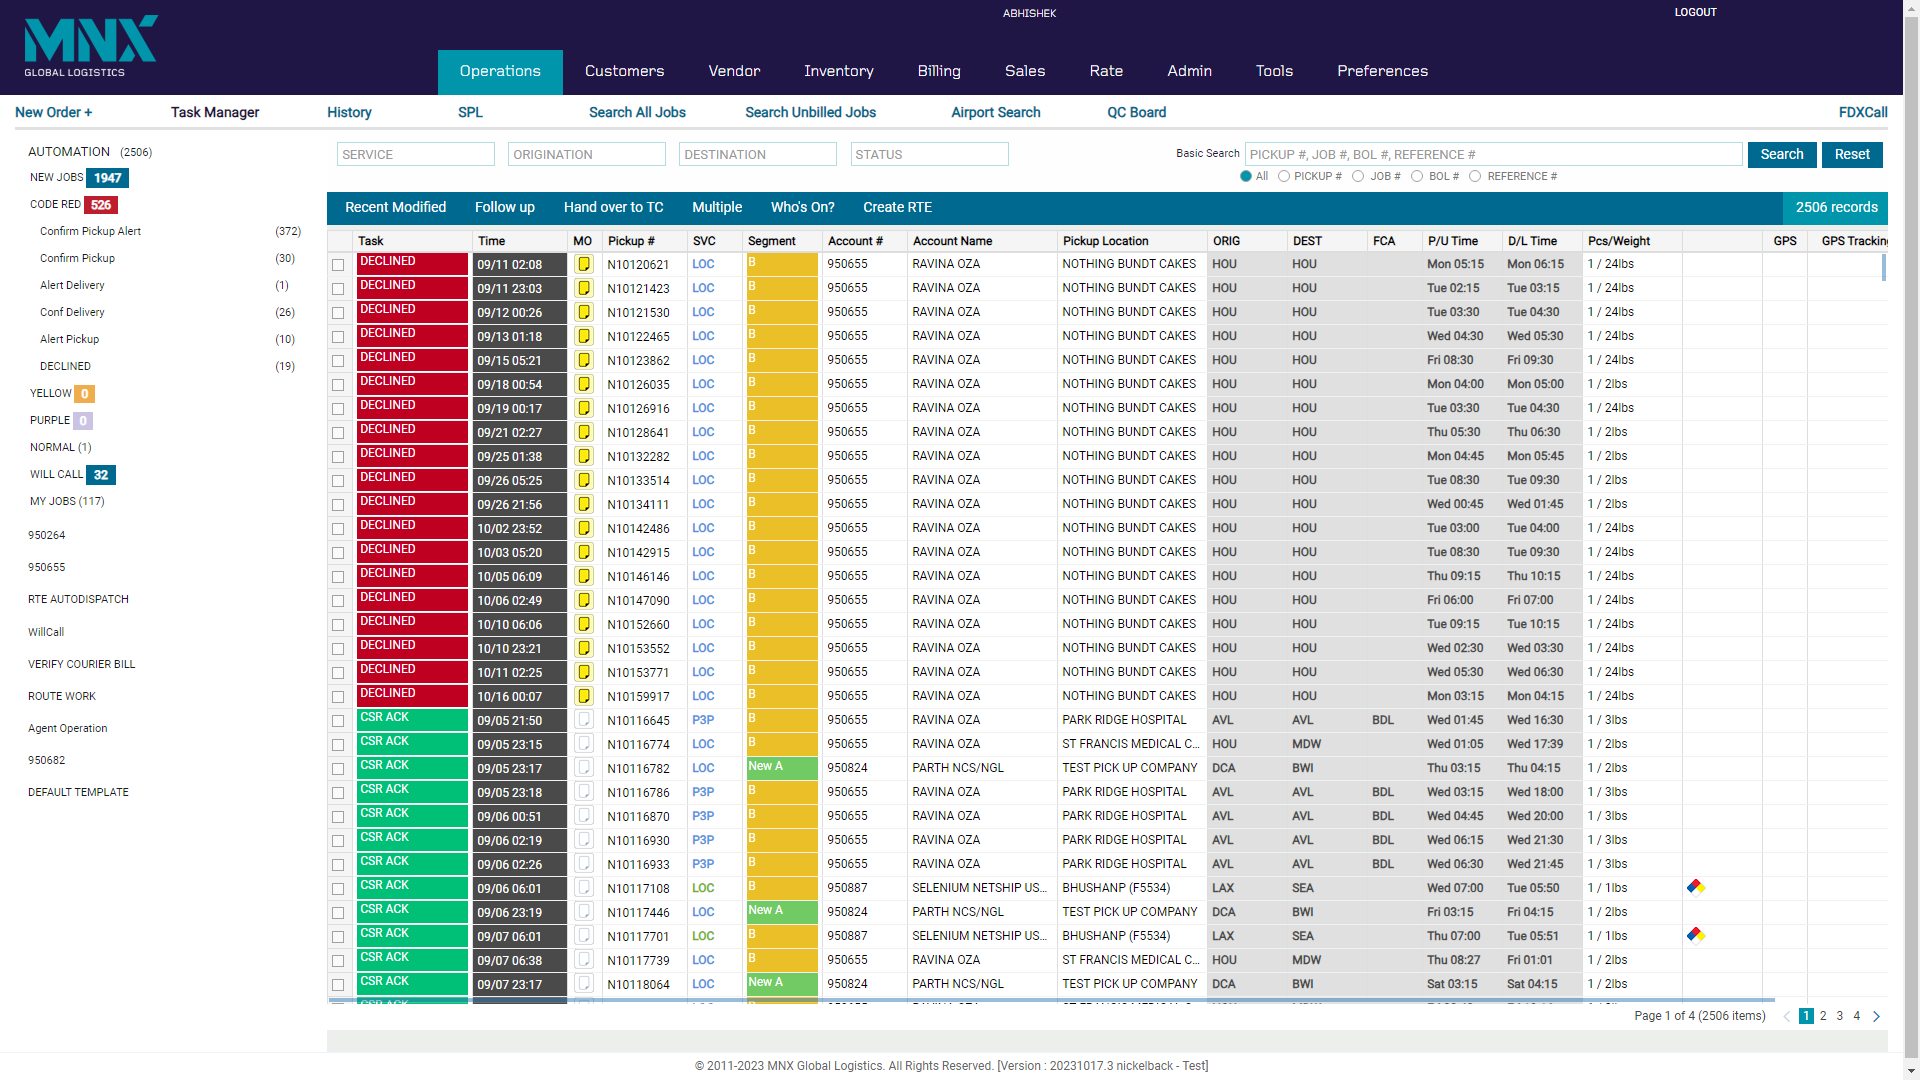 MNX
GLOBAL LOGISTICS
ABHISHEK
LOGOUT
Operations Customers Vendor Inventory Billing Sales Rate Admin Tools Preferences
New Order + Task Manager History SPL Search All Jobs Search Unbilled Jobs Airport Search QC Board FDXCall
AUTOMATION (2506)
NEW JOBS 1947
CODE RED 526
Confirm Pickup Alert (372)
Confirm Pickup (30)
Alert Delivery (1)
Conf Delivery (26)
Alert Pickup (10)
DECLINED (19)
YELLOW 0
PURPLE 0
NORMAL (1)
WILL CALL 32
MY JOBS (117)
950264
950655
RTE AUTODISPATCH
WillCall
VERIFY COURIER BILL
ROUTE WORK
Agent Operation
950682
DEFAULT TEMPLATE
SERVICE ORIGINATION DESTINATION STATUS Basic Search PICKUP #, JOB #, BOL #, REFERENCE # Search Reset
All PICKUP # JOB # BOL # REFERENCE #
Recent Modified Follow up Hand over to TC Multiple Who's On? Create RTE 2506 records
Task Time MO Pickup # SVC Segment Account # Account Name Pickup Location ORIG DEST FCA P/U Time D/L Time Pcs/Weight GPS GPS Tracking
DECLINED 09/11 02:08 N10120621 LOC B 950655 RAVINA OZA NOTHING BUNDT CAKES HOU HOU Mon 05:15 Mon 06:15 1 / 24lbs
DECLINED 09/11 23:03 N10121423 LOC B 950655 RAVINA OZA NOTHING BUNDT CAKES HOU HOU Tue 02:15 Tue 03:15 1 / 24lbs
DECLINED 09/12 00:26 N10121530 LOC B 950655 RAVINA OZA NOTHING BUNDT CAKES HOU HOU Tue 03:30 Tue 04:30 1 / 24lbs
DECLINED 09/13 01:18 N10122465 LOC B 950655 RAVINA OZA NOTHING BUNDT CAKES HOU HOU Wed 04:30 Wed 05:30 1 / 24lbs
DECLINED 09/15 05:21 N10123862 LOC B 950655 RAVINA OZA NOTHING BUNDT CAKES HOU HOU Fri 08:30 Fri 09:30 1 / 24lbs
DECLINED 09/18 00:54 N10126035 LOC B 950655 RAVINA OZA NOTHING BUNDT CAKES HOU HOU Mon 04:00 Mon 05:00 1 / 2lbs
DECLINED 09/19 00:17 N10126916 LOC B 950655 RAVINA OZA NOTHING BUNDT CAKES HOU HOU Tue 03:30 Tue 04:30 1 / 24lbs
DECLINED 09/21 02:27 N10128641 LOC B 950655 RAVINA OZA NOTHING BUNDT CAKES HOU HOU Thu 05:30 Thu 06:30 1 / 2lbs
DECLINED 09/25 01:38 N10132282 LOC B 950655 RAVINA OZA NOTHING BUNDT CAKES HOU HOU Mon 04:45 Mon 05:45 1 / 2lbs
DECLINED 09/26 05:25 N10133514 LOC B 950655 RAVINA OZA NOTHING BUNDT CAKES HOU HOU Tue 08:30 Tue 09:30 1 / 2lbs
DECLINED 09/26 21:56 N10134111 LOC B 950655 RAVINA OZA NOTHING BUNDT CAKES HOU HOU Wed 00:45 Wed 01:45 1 / 2lbs
DECLINED 10/02 23:52 N10142486 LOC B 950655 RAVINA OZA NOTHING BUNDT CAKES HOU HOU Tue 03:00 Tue 04:00 1 / 24lbs
DECLINED 10/03 05:20 N10142915 LOC B 950655 RAVINA OZA NOTHING BUNDT CAKES HOU HOU Tue 08:30 Tue 09:30 1 / 24lbs
DECLINED 10/05 06:09 N10146146 LOC B 950655 RAVINA OZA NOTHING BUNDT CAKES HOU HOU Thu 09:15 Thu 10:15 1 / 24lbs
DECLINED 10/06 02:49 N10147090 LOC B 950655 RAVINA OZA NOTHING BUNDT CAKES HOU HOU Fri 06:00 Fri 07:00 1 / 24lbs
DECLINED 10/10 06:06 N10152660 LOC B 950655 RAVINA OZA NOTHING BUNDT CAKES HOU HOU Tue 09:15 Tue 10:15 1 / 24lbs
DECLINED 10/10 23:21 N10153552 LOC B 950655 RAVINA OZA NOTHING BUNDT CAKES HOU HOU Wed 02:30 Wed 03:30 1 / 24lbs
DECLINED 10/11 02:25 N10153771 LOC B 950655 RAVINA OZA NOTHING BUNDT CAKES HOU HOU Wed 05:30 Wed 06:30 1 / 24lbs
DECLINED 10/16 00:07 N10159917 LOC B 950655 RAVINA OZA NOTHING BUNDT CAKES HOU HOU Mon 03:15 Mon 04:15 1 / 24lbs
CSR ACK 09/05 21:50 N10116645 P3P B 950655 RAVINA OZA PARK RIDGE HOSPITAL AVL AVL BDL Wed 01:45 Wed 16:30 1 / 3lbs
CSR ACK 09/05 23:15 N10116774 LOC B 950655 RAVINA OZA ST FRANCIS MEDICAL C... HOU MDW Wed 01:05 Wed 17:39 1 / 2lbs
CSR ACK 09/05 23:17 N10116782 LOC New A 950824 PARTH NCS/NGL TEST PICK UP COMPANY DCA BWI Thu 03:15 Thu 04:15 1 / 2lbs
CSR ACK 09/05 23:18 N10116786 P3P B 950655 RAVINA OZA PARK RIDGE HOSPITAL AVL AVL BDL Wed 03:15 Wed 18:00 1 / 3lbs
CSR ACK 09/06 00:51 N10116870 P3P B 950655 RAVINA OZA PARK RIDGE HOSPITAL AVL AVL BDL Wed 04:45 Wed 20:00 1 / 3lbs
CSR ACK 09/06 02:19 N10116930 P3P B 950655 RAVINA OZA PARK RIDGE HOSPITAL AVL AVL BDL Wed 06:15 Wed 21:30 1 / 3lbs
CSR ACK 09/06 02:26 N10116933 P3P B 950655 RAVINA OZA PARK RIDGE HOSPITAL AVL AVL BDL Wed 06:30 Wed 21:45 1 / 3lbs
CSR ACK 09/06 06:01 N10117108 LOC B 950887 SELENIUM NETSHIP US... BHUSHANP (F5534) LAX SEA Wed 07:00 Tue 05:50 1 / 1lbs
CSR ACK 09/06 23:19 N10117446 LOC New A 950824 PARTH NCS/NGL TEST PICK UP COMPANY DCA BWI Fri 03:15 Fri 04:15 1 / 2lbs
CSR ACK 09/07 06:01 N10117701 LOC B 950887 SELENIUM NETSHIP US... BHUSHANP (F5534) LAX SEA Thu 07:00 Tue 05:51 1 / 1lbs
CSR ACK 09/07 06:38 N10117739 LOC B 950655 RAVINA OZA ST FRANCIS MEDICAL C... HOU MDW Thu 08:27 Fri 01:01 1 / 2lbs
CSR ACK 09/07 23:17 N10118064 LOC New A 950824 PARTH NCS/NGL TEST PICK UP COMPANY DCA BWI Sat 03:15 Sat 04:15 1 / 2lbs
Page 1 of 4 (2506 items) 1 2 3 4
© 2011-2023 MNX Global Logistics. All Rights Reserved. [Version : 20231017.3 nickelback - Test]